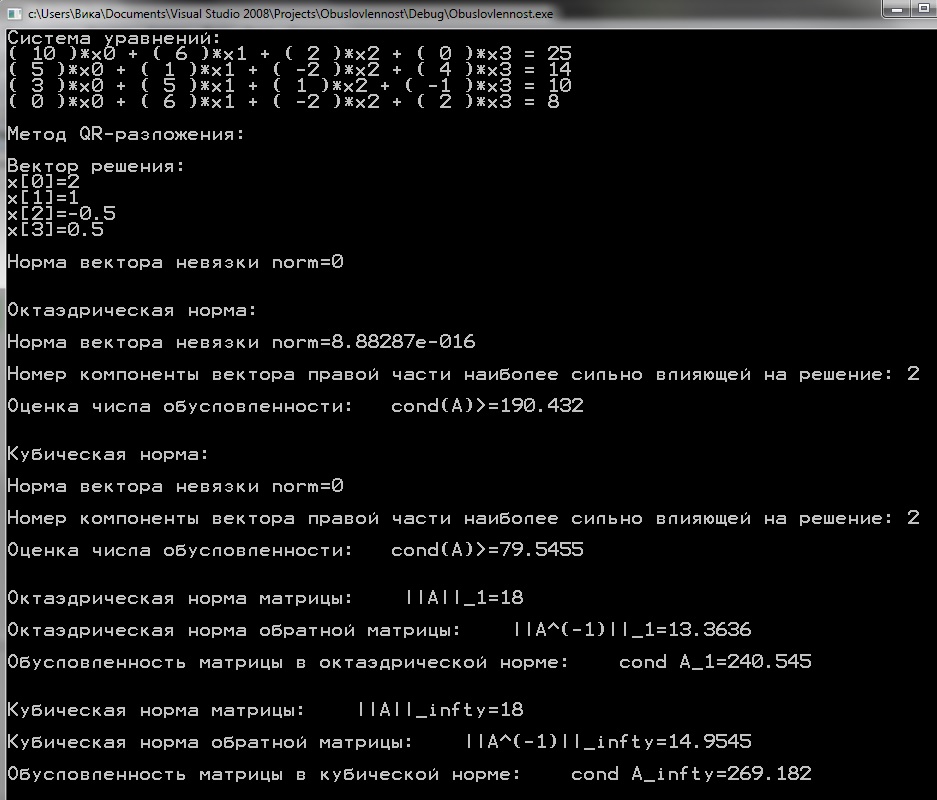 c:\Users\Вика\Documents\Visual Studio 2008\Projects\Obuslovlennost\Debug\Obuslovlennost.exe
Система уравнений:
( 10 )*x0 + ( 6 )*x1 + ( 2 )*x2 + ( 0 )*x3 = 25
( 5 )*x0 + ( 1 )*x1 + ( -2 )*x2 + ( 4 )*x3 = 14
( 3 )*x0 + ( 5 )*x1 + ( 1 )*x2 + ( -1 )*x3 = 10
( 0 )*x0 + ( 6 )*x1 + ( -2 )*x2 + ( 2 )*x3 = 8
Метод QR-разложения:
Вектор решения:
x[0]=2
x[1]=1
x[2]=-0.5
x[3]=0.5
Норма вектора невязки norm=0
Октаэдрическая норма:
Норма вектора невязки norm=8.88287e-016
Номер компоненты вектора правой части наиболее сильно влияющей на решение: 2
Оценка числа обусловленности:   cond(A)>=190.432
Кубическая норма:
Норма вектора невязки norm=0
Номер компоненты вектора правой части наиболее сильно влияющей на решение: 2
Оценка числа обусловленности:   cond(A)>=79.5455
Октаэдрическая норма матрицы:     ||A||_1=18
Октаэдрическая норма обратной матрицы:     ||A^(-1)||_1=13.3636
Обусловленность матрицы в октаэдрической норме:     cond A_1=240.545
Кубическая норма матрицы:     ||A||_infty=18
Кубическая норма обратной матрицы:     ||A^(-1)||_infty=14.9545
Обусловленность матрицы в кубической норме:     cond A_infty=269.182